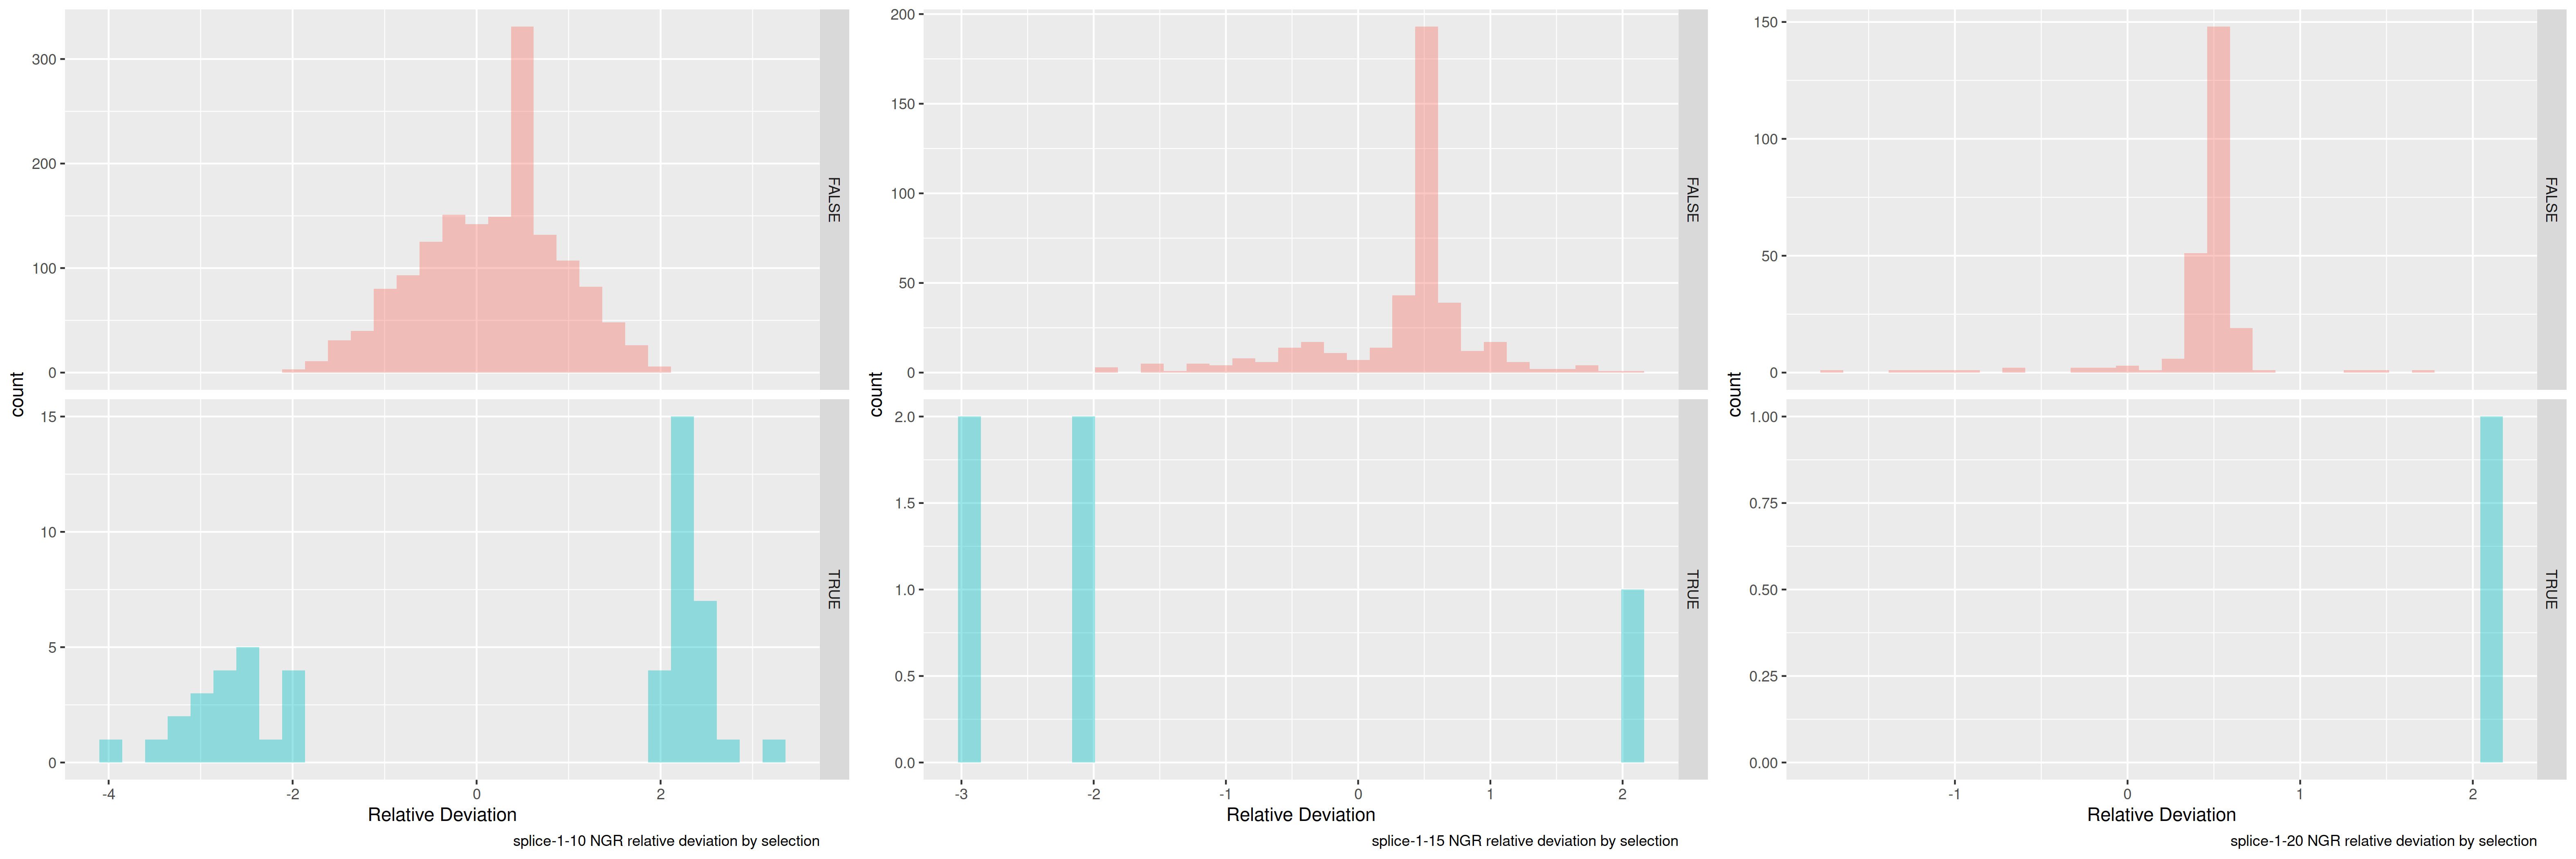 count
300
200
100
0
FALSE
15
10
5
0
TRUE
-4 -2 0 2
Relative Deviation
splice-1-10 NGR relative deviation by selection
count
200
150
100
50
0
FALSE
2.0
1.5
1.0
0.5
0.0
TRUE
-3 -2 -1 0 1 2
Relative Deviation
splice-1-15 NGR relative deviation by selection
count
150
100
50
0
FALSE
1.00
0.75
0.50
0.25
0.00
TRUE
-1 0 1 2
Relative Deviation
splice-1-20 NGR relative deviation by selection